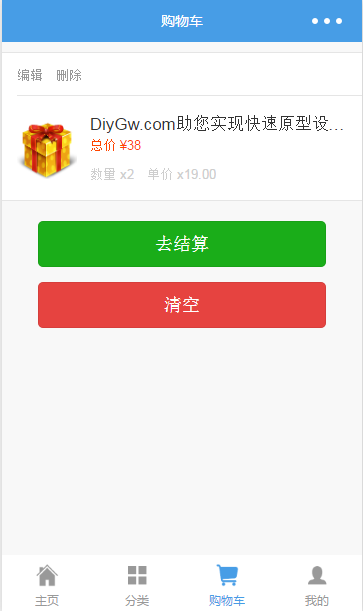 购物车
编辑 删除
DiyGw.com助您实现快速原型设...
总价 ¥38
数量 x2 单价 x19.00
去结算
清空
主页 分类 购物车 我的